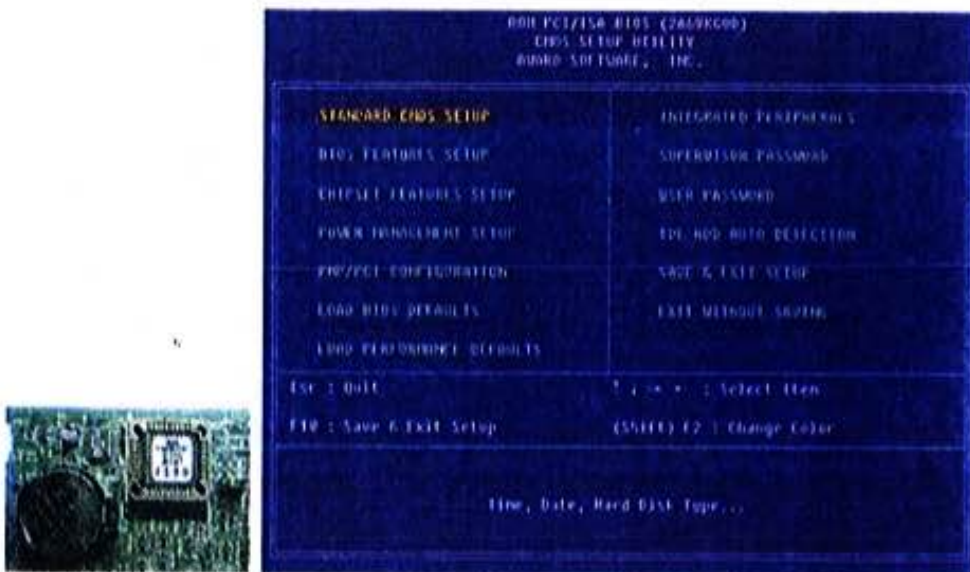 ROM PCI/ISA BIOS (2A69KG0D)
CMOS SETUP UTILITY
AWARD SOFTWARE, INC.
STANDARD CMOS SETUP
BIOS FEATURES SETUP
CHIPSET FEATURES SETUP
POWER MANAGEMENT SETUP
PNP/PCI CONFIGURATION
LOAD BIOS DEFAULTS
LOAD PERFORMANCE DEFAULTS
INTEGRATED PERIPHERALS
SUPERVISOR PASSWORD
USER PASSWORD
IDE HDD AUTO DETECTION
SAVE & EXIT SETUP
EXIT WITHOUT SAVING
Esc : Quit
: Select Item
F10 : Save & Exit Setup
(Shift) F2 : Change Color
Time, Date, Hard Disk Type...